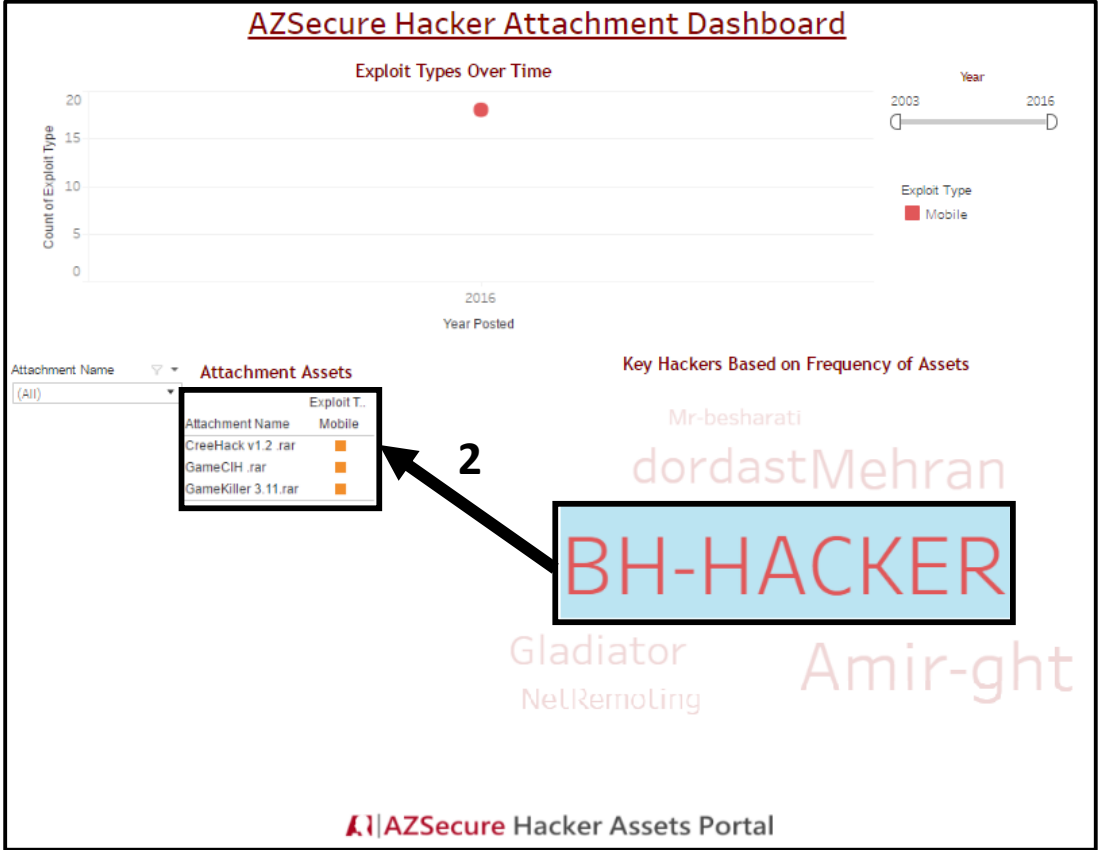 AZSecure Hacker Attachment Dashboard
Exploit Types Over Time
Count of Exploit Type
20
15
10
5
0
2016
Year Posted
Year
2003 2016
Exploit Type
Mobile
Attachment Name
(All)
Attachment Assets
Exploit T..
Attachment Name Mobile
CreeHack v1.2 .rar
GameCIH .rar
GameKiller 3.11.rar
2
Key Hackers Based on Frequency of Assets
Mr-besharati
dordast Mehran
BH-HACKER
Gladiator
Amir-ght
NetRemoting
AZSecure Hacker Assets Portal